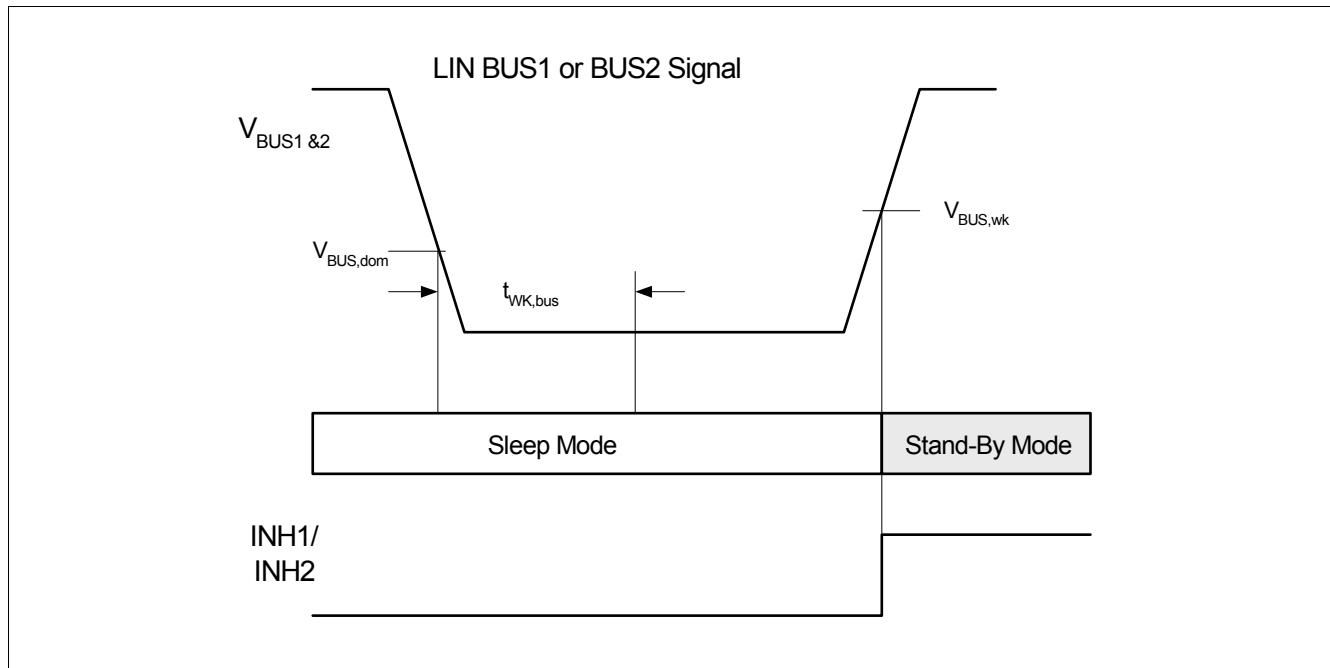 LIN BUS1 or BUS2 Signal
VBUS1 &2
VBUS,wk
VBUS,dom
tWK,bus
Sleep Mode
Stand-By Mode
INH1/
INH2